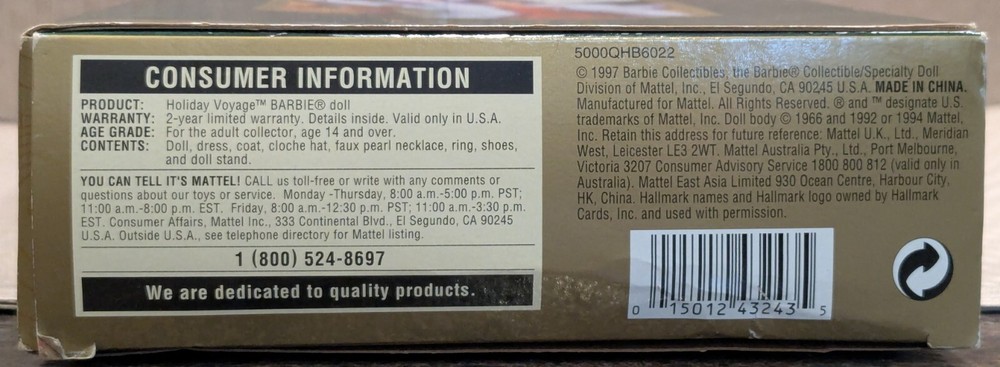 CONSUMER INFORMATION
PRODUCT: Holiday Voyage™ BARBIE® doll
WARRANTY: 2-year limited warranty. Details inside. Valid only in U.S.A.
AGE GRADE: For the adult collector, age 14 and over.
CONTENTS: Doll, dress, coat, cloche hat, faux pearl necklace, ring, shoes,
and doll stand.
YOU CAN TELL IT'S MATTEL! CALL us toll-free or write with any comments or
questions about our toys or service. Monday -Thursday, 8:00 a.m.-5:00 p.m. PST;
11:00 a.m.-8:00 p.m. EST. Friday, 8:00 a.m.-12:30 p.m. PST; 11:00 a.m.-3:30 p.m.
EST. Consumer Affairs, Mattel Inc., 333 Continental Blvd., El Segundo, CA 90245
U.S.A. Outside U.S.A., see telephone directory for Mattel listing.
1 (800) 524-8697
We are dedicated to quality products.
5000QHB6022
© 1997 Barbie Collectibles, the Barbie® Collectible/Specialty Doll
Division of Mattel, Inc., El Segundo, CA 90245 U.S.A. MADE IN CHINA.
Manufactured for Mattel. All Rights Reserved. ® and ™ designate U.S.
trademarks of Mattel, Inc. Doll body © 1966 and 1992 or 1994 Mattel,
Inc. Retain this address for future reference: Mattel U.K., Ltd., Meridian
West, Leicester LE3 2WT. Mattel Australia Pty., Ltd., Port Melbourne,
Victoria 3207 Consumer Advisory Service 1800 800 812 (valid only in
Australia). Mattel East Asia Limited 930 Ocean Centre, Harbour City,
HK, China. Hallmark names and Hallmark logo owned by Hallmark
Cards, Inc. and used with permission.
0 15012 43243 5